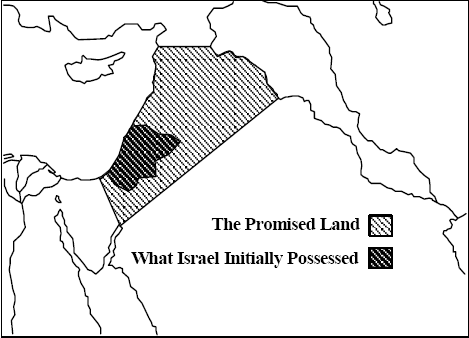 The Promised Land
What Israel Initially Possessed